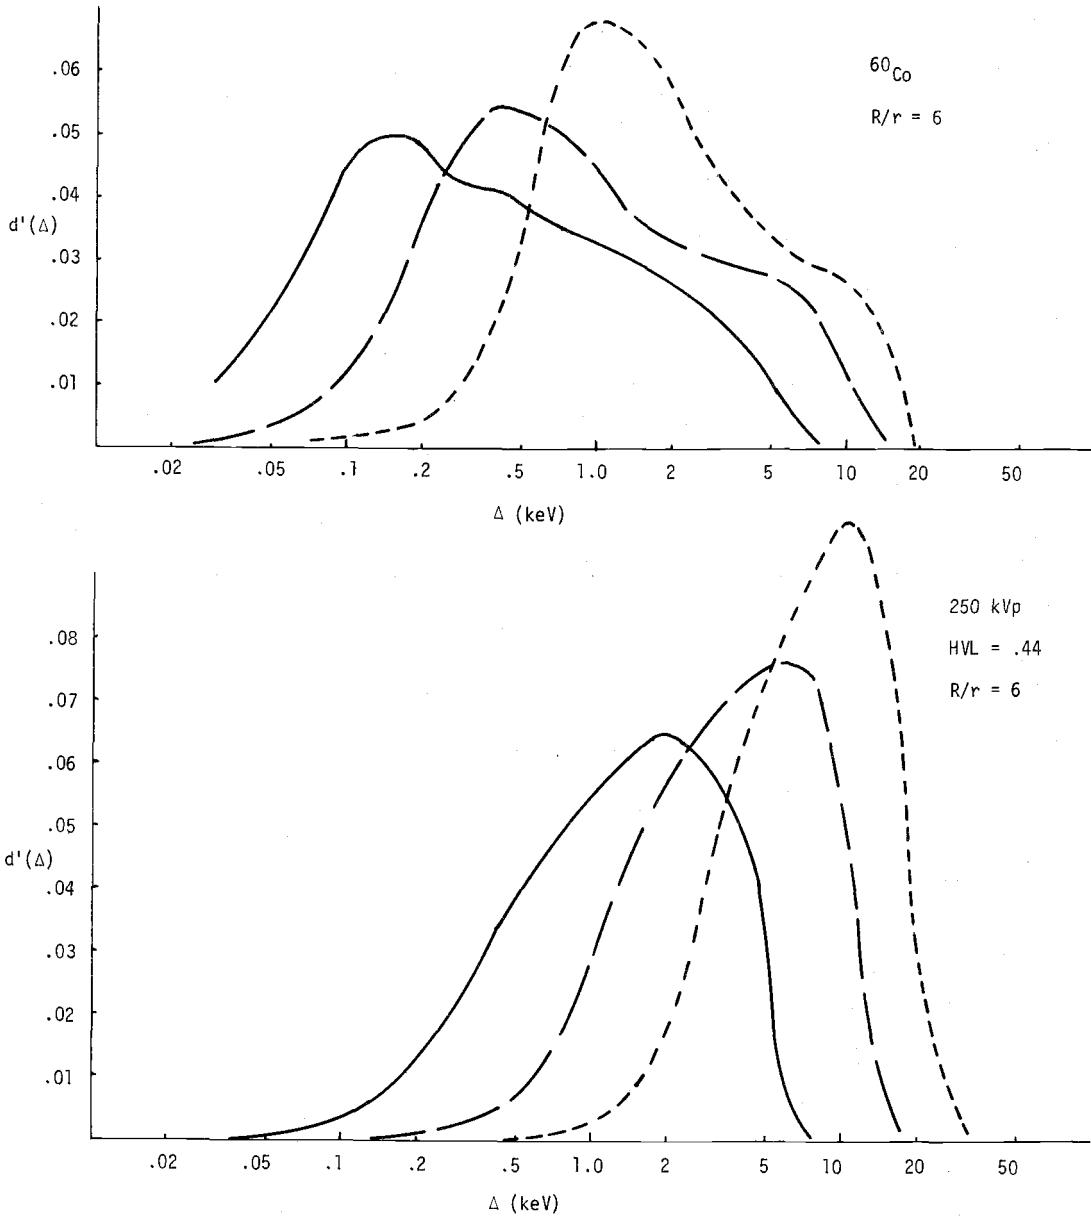 ⁶⁰Co
R/r = 6
.06
.05
.04
d'(Δ)
.03
.02
.01
.02 .05 .1 .2 .5 1.0 2 5 10 20 50
Δ (keV)
250 kVp
HVL = .44
R/r = 6
.08
.07
.06
.05
d'(Δ)
.04
.03
.02
.01
.02 .05 .1 .2 .5 1.0 2 5 10 20 50
Δ (keV)